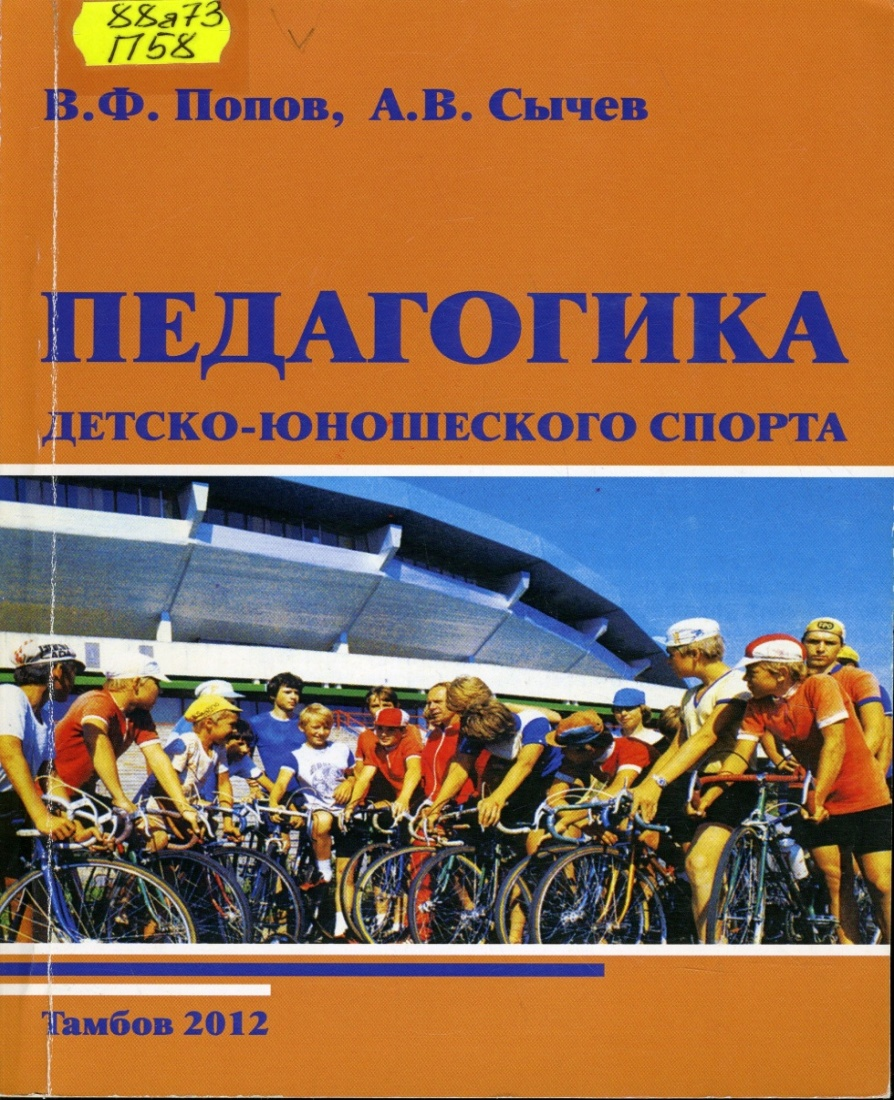 88а73
П58
В.Ф. Попов, А.В. Сычев
ПЕДАГОГИКА
ДЕТСКО-ЮНОШЕСКОГО СПОРТА
Тамбов 2012